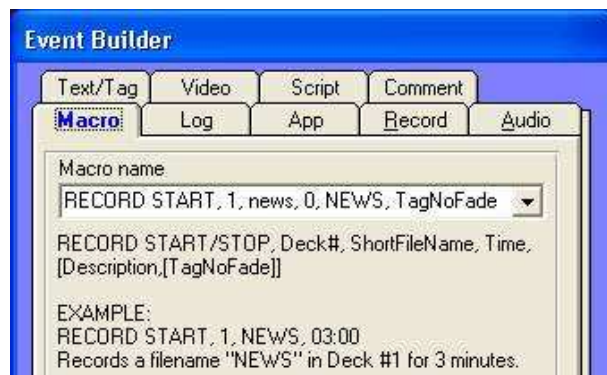 Event Builder
Text/Tag Video Script Comment
Macro Log App Record Audio
Macro name
RECORD START, 1, news, 0, NEWS, TagNoFade
RECORD START/STOP, Deck#, ShortFileName, Time,
[Description,[TagNoFade]]
EXAMPLE:
RECORD START, 1, NEWS, 03:00
Records a filename "NEWS" in Deck #1 for 3 minutes.